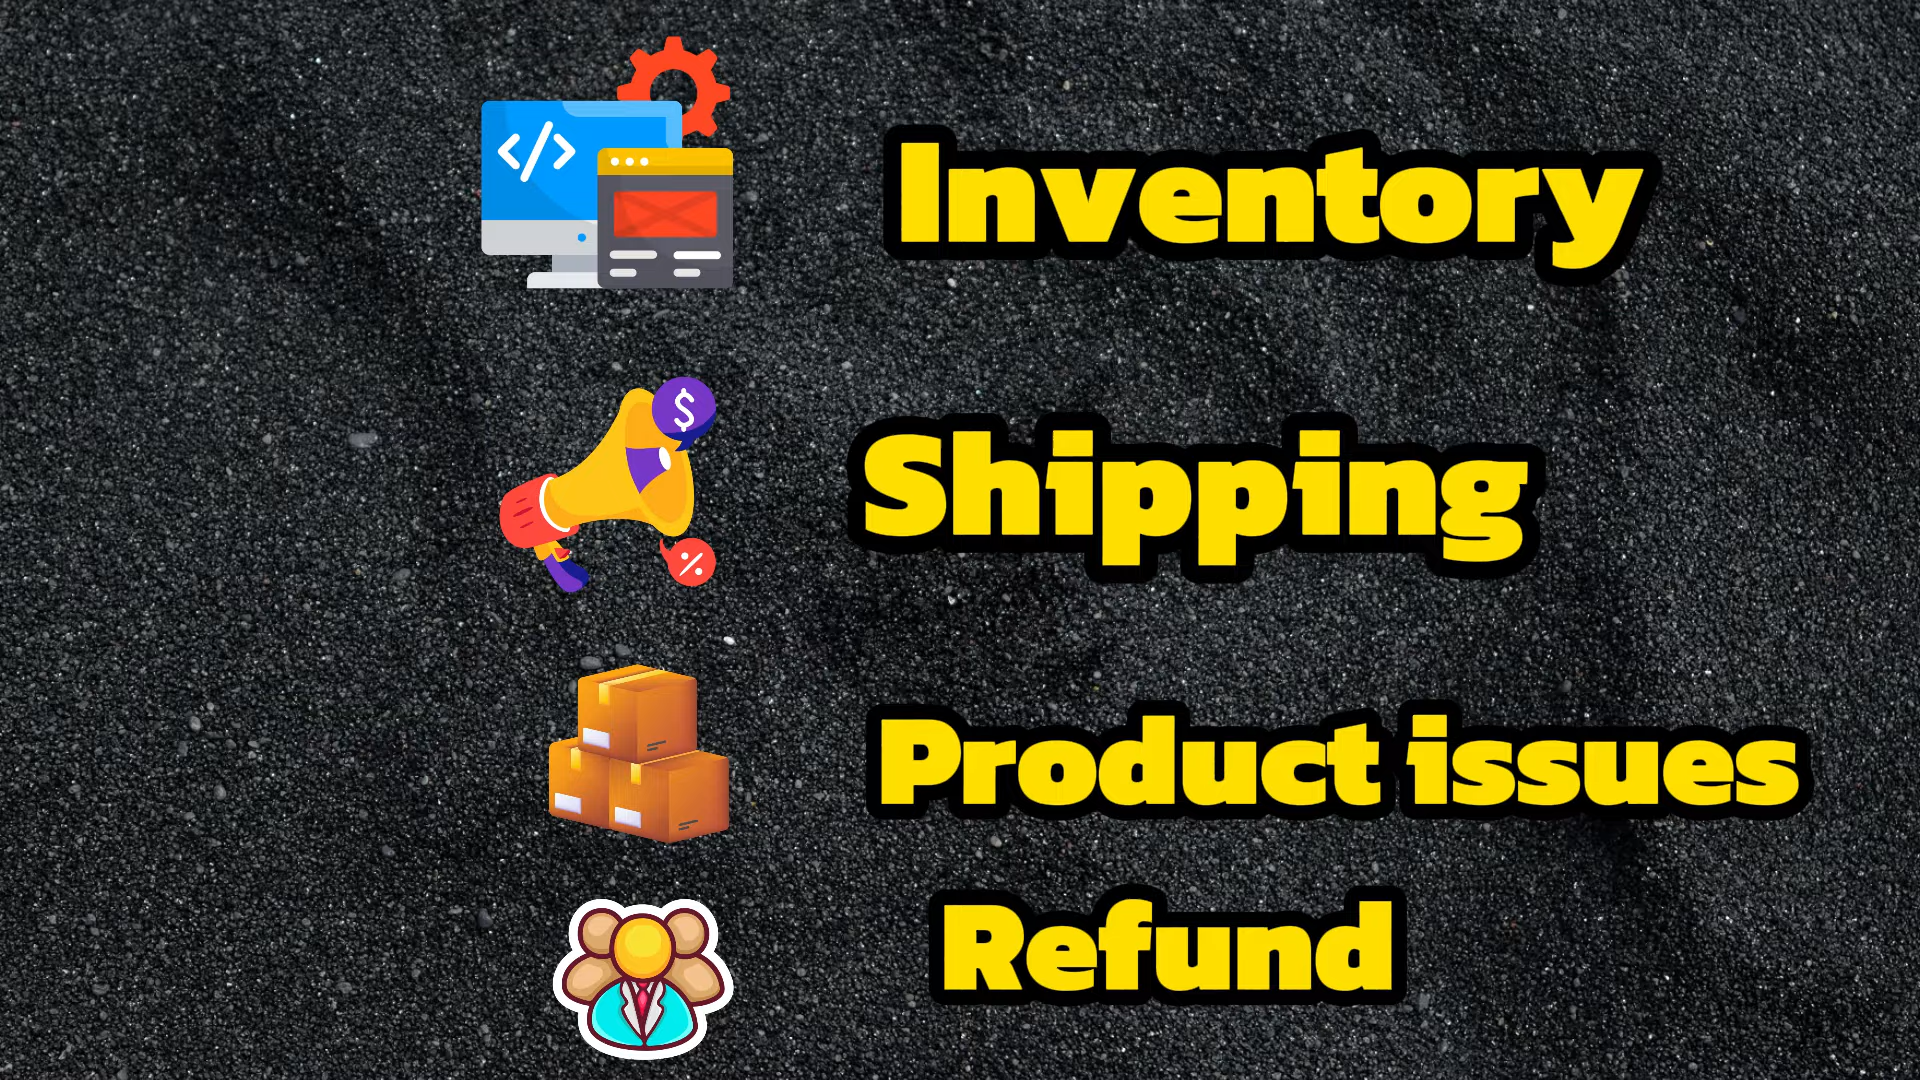 </>
Inventory
$
Shipping
%
Product issues
Refund